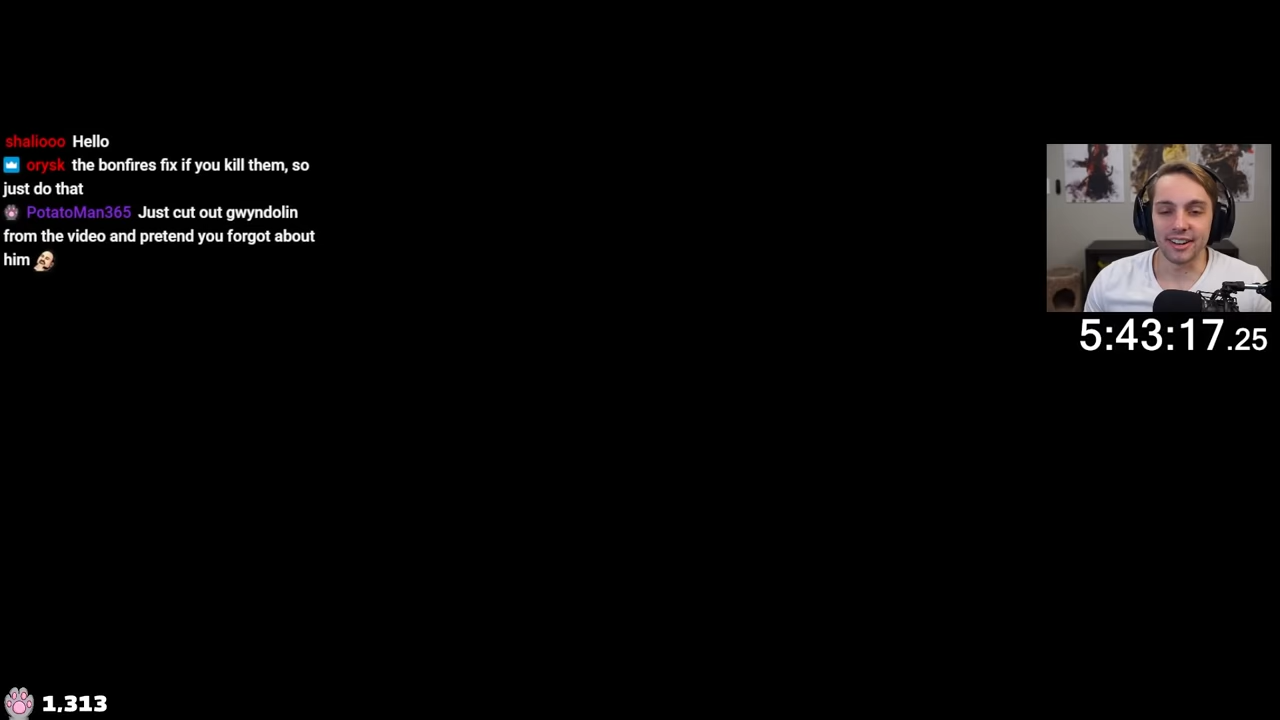 shaliooo Hello
orysk the bonfires fix if you kill them, so
just do that
PotatoMan365 Just cut out gwyndolin
from the video and pretend you forgot about
him
5:43:17.25
1,313